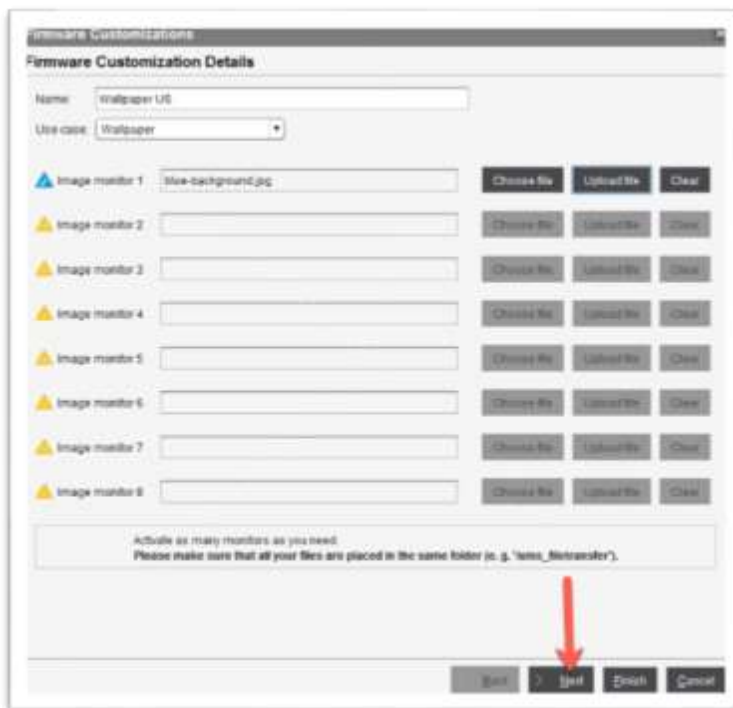 Firmware Customizations
Firmware Customization Details
Name: Wallpaper US
Use case: Wallpaper
Image monitor 1 blue-background.jpg Choose file Upload file Clear
Image monitor 2 Choose file Upload file Clear
Image monitor 3 Choose file Upload file Clear
Image monitor 4 Choose file Upload file Clear
Image monitor 5 Choose file Upload file Clear
Image monitor 6 Choose file Upload file Clear
Image monitor 7 Choose file Upload file Clear
Image monitor 8 Choose file Upload file Clear
Activate as many monitors as you need.
Please make sure that all your files are placed in the same folder (e. g. 'ums_filetransfer').
Back Next Finish Cancel